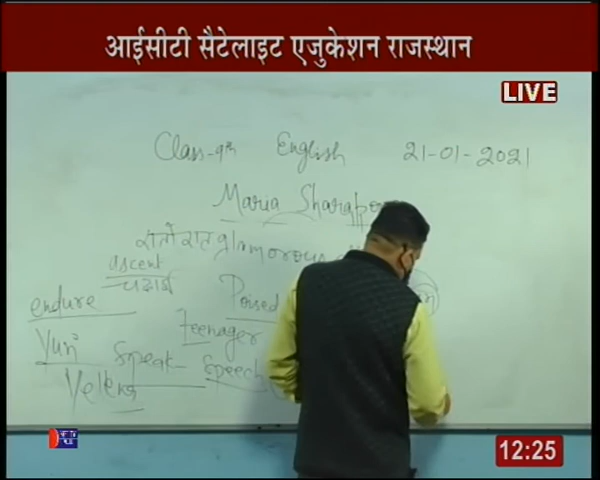 आईसीटी सैटेलाइट एजुकेशन राजस्थान
LIVE
Class-9th English 21-01-2021
Maria
रातो रात glamorous
ascent
चढाई
endure
Poised
Teenager
Yuri Speak- Speech
12:25